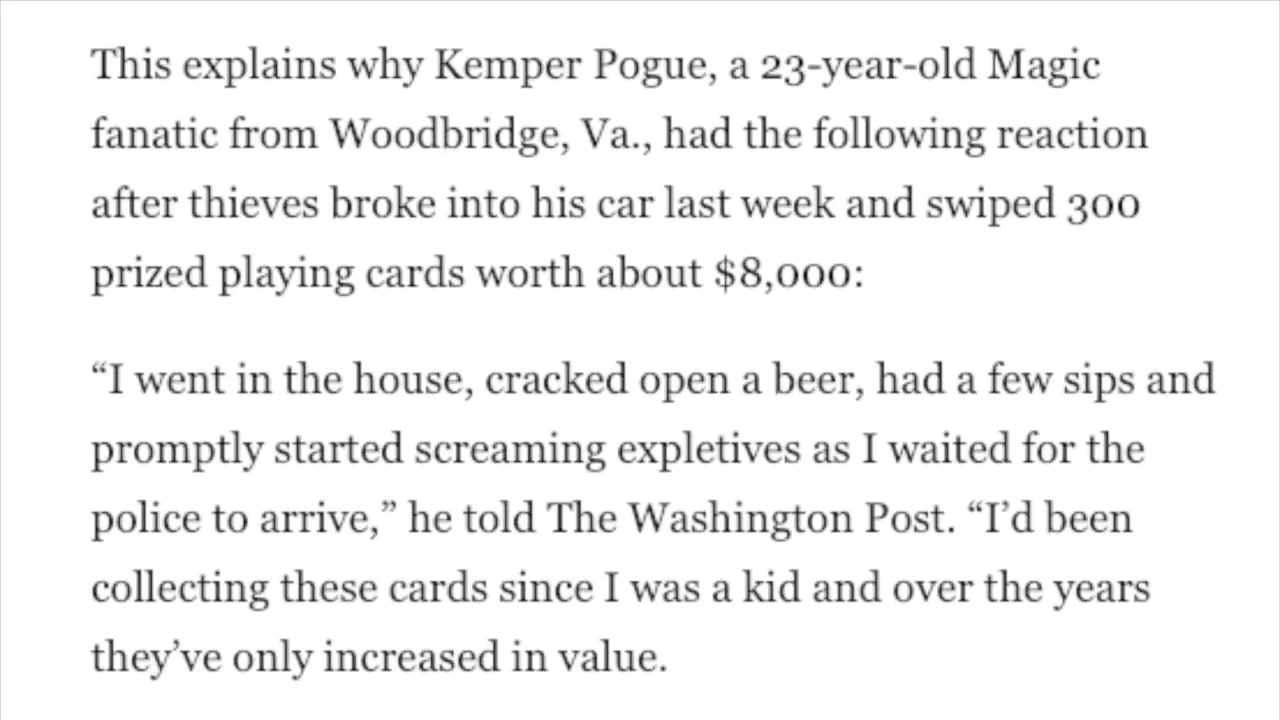 This explains why Kemper Pogue, a 23-year-old Magic
fanatic from Woodbridge, Va., had the following reaction
after thieves broke into his car last week and swiped 300
prized playing cards worth about $8,000:
“I went in the house, cracked open a beer, had a few sips and
promptly started screaming expletives as I waited for the
police to arrive,” he told The Washington Post. “I’d been
collecting these cards since I was a kid and over the years
they’ve only increased in value.